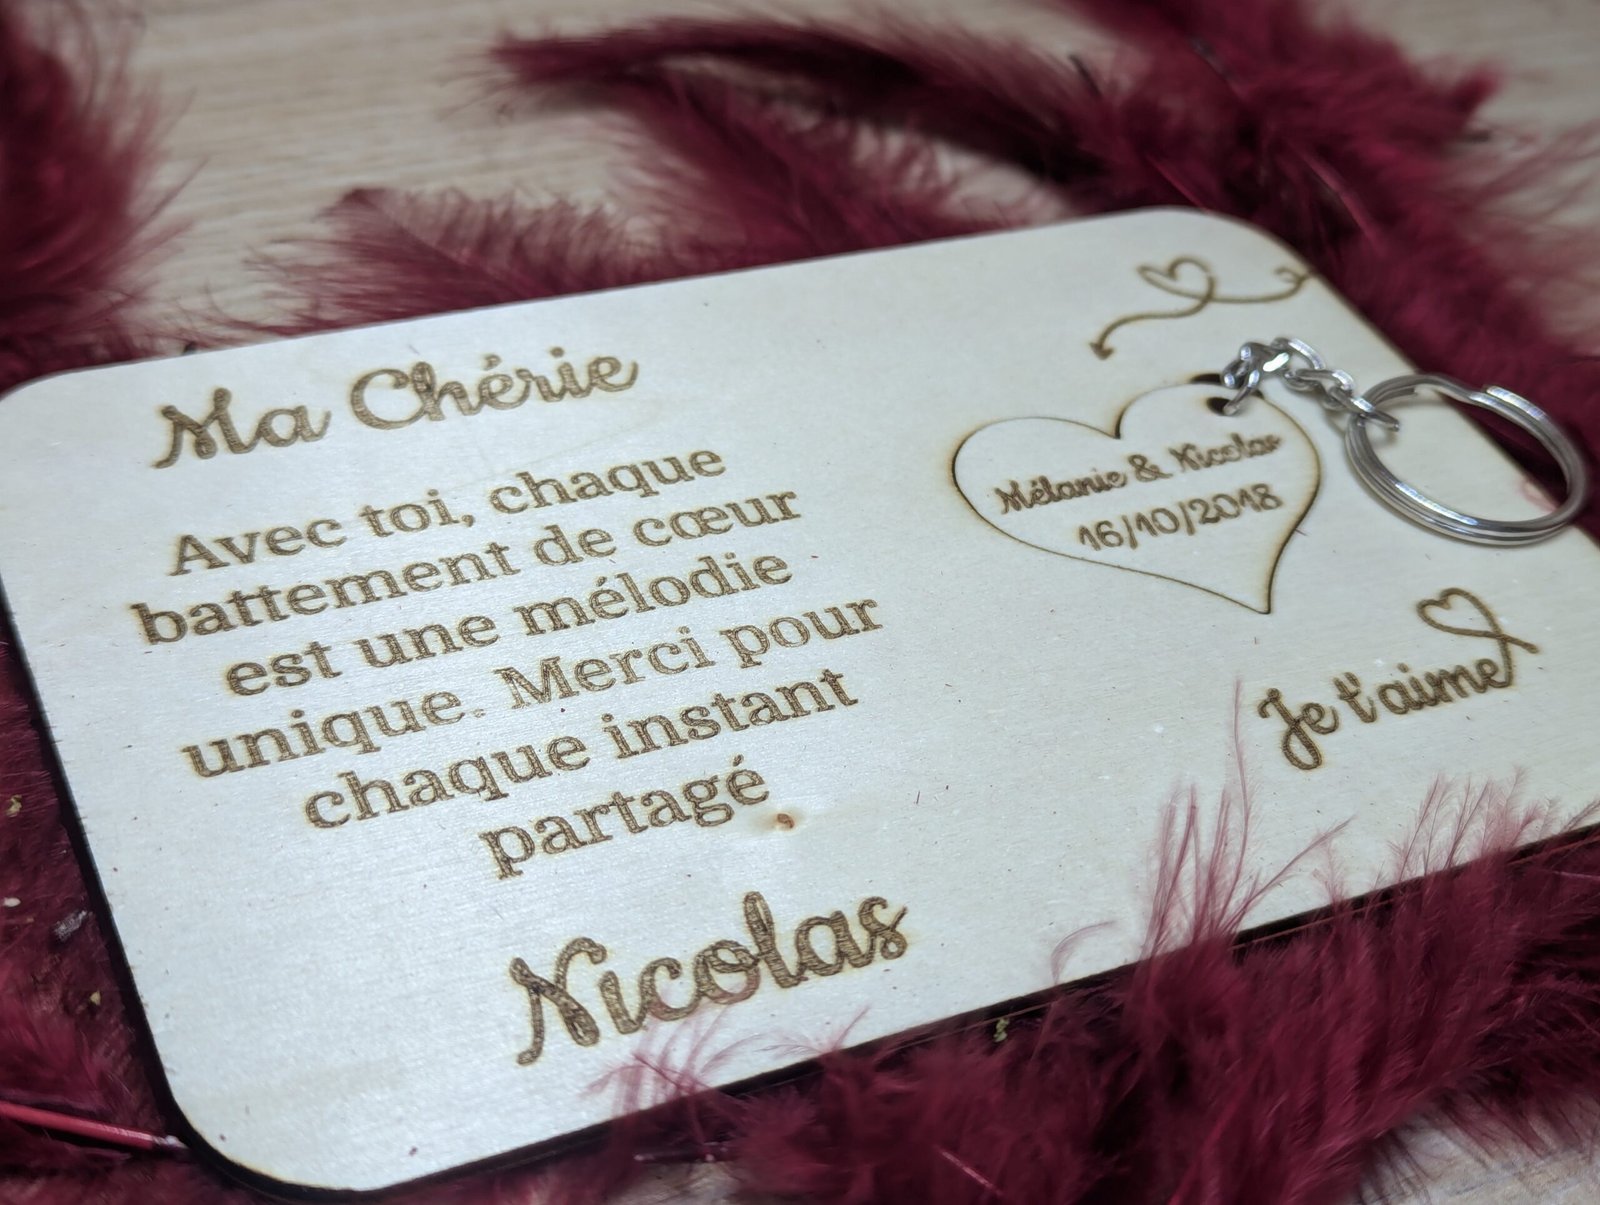 Ma Chérie
Avec toi, chaque
battement de cœur
est une mélodie
unique. Merci pour
chaque instant
partagé
Nicolas
Mélanie & Nicolas
16/10/2018
Je t'aime